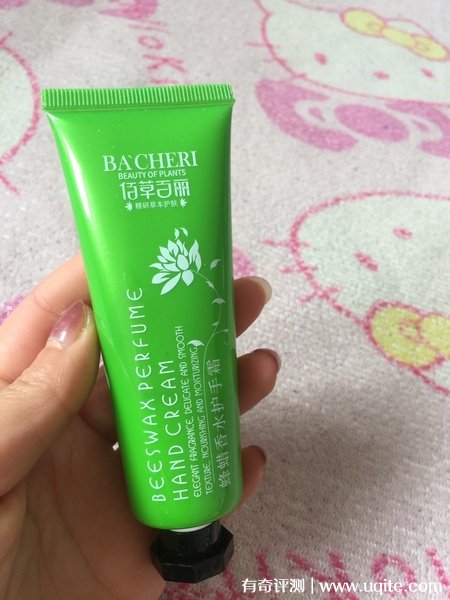 BA'CHERI
BEAUTY OF PLANTS
佰草百丽
精研草本护肤
BEESWAX PERFUME
HAND CREAM
ELEGANT FRAGRANCE, DELICATE AND SMOOTH
TEXTURE, NOURISHING AND MOISTURIZING
蜂蜡香水护手霜
有奇评测 | www.uqite.com